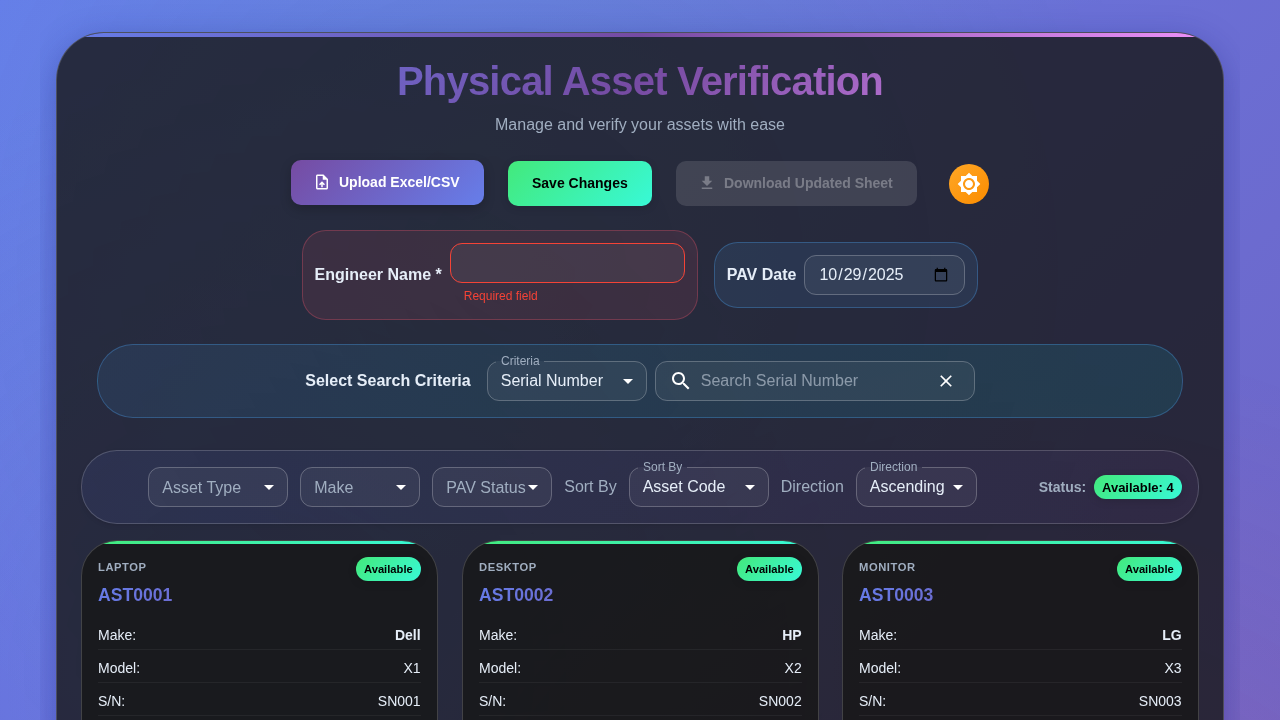 Physical Asset Verification
Manage and verify your assets with ease
Upload Excel/CSV
Save Changes
Download Updated Sheet
Engineer Name *
Required field
PAV Date
10/29/2025
Select Search Criteria
Criteria
Serial Number
Search Serial Number
Asset Type
Make
PAV Status
Sort By
Sort By
Asset Code
Direction
Direction
Ascending
Status:
Available: 4
LAPTOP
Available
AST0001
Make: Dell
Model: X1
S/N: SN001
DESKTOP
Available
AST0002
Make: HP
Model: X2
S/N: SN002
MONITOR
Available
AST0003
Make: LG
Model: X3
S/N: SN003